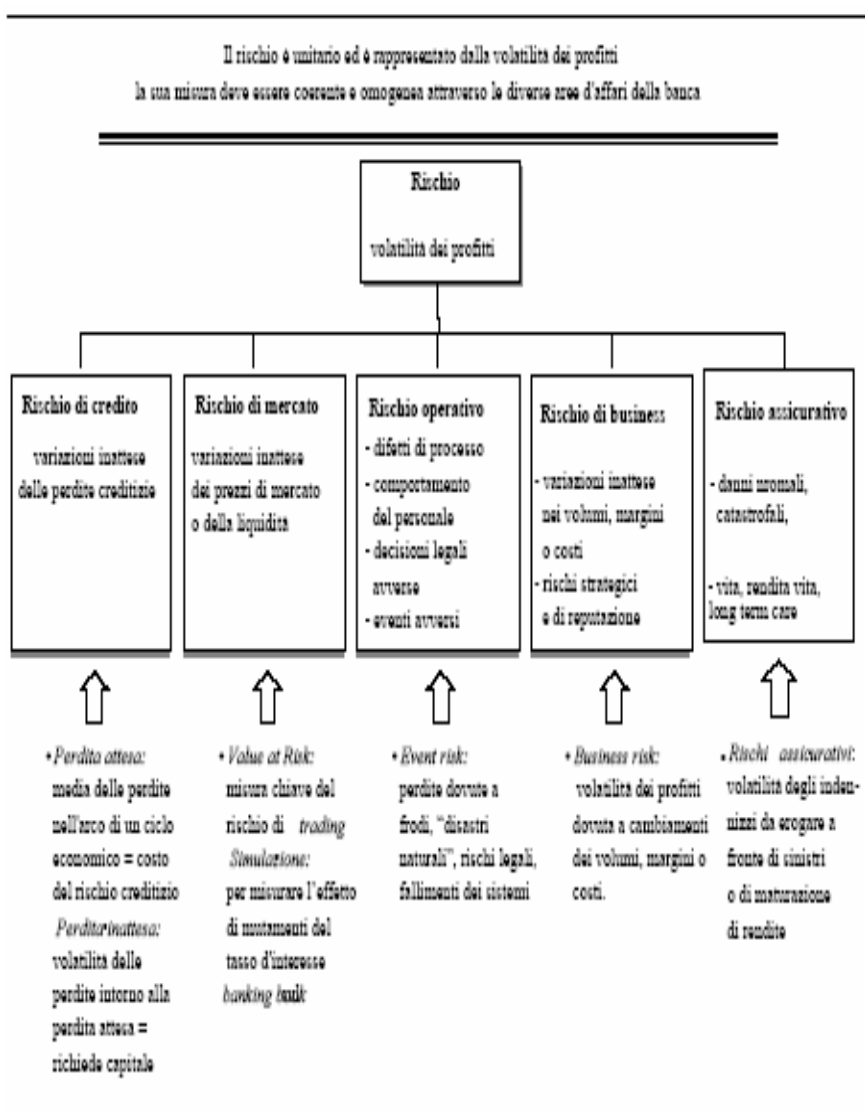 Il rischio è unitario ed è rappresentato dalla volatilità dei profitti
la sua misura deve essere coerente e omogenea attraverso le diverse aree d'affari della banca
Rischio
volatilità dei profitti
Rischio di credito
variazioni inattese
delle perdite creditizie
Rischio di mercato
variazioni inattese
dei prezzi di mercato
o della liquidità
Rischio operativo
- difetti di processo
- comportamento
del personale
- decisioni legali
avverse
- eventi avversi
Rischio di business
- variazioni inattese
nei volumi, margini
o costi
- rischi strategici
e di reputazione
Rischio assicurativo
- danni nromali,
catastrofali,
- vita, rendita vita,
long term care
• Perdita attesa:
media delle perdite
nell'arco di un ciclo
economico = costo
del rischio creditizio
Perdita inattesa:
volatilità delle
perdite intorno alla
perdita attesa =
richiede capitale
• Value at Risk:
misura chiave del
rischio di trading
Simulazione:
per misurare l'effetto
di mutamenti del
tasso d'interesse
banking
• Event risk:
perdite dovute a
frodi, "disastri
naturali", rischi legali,
fallimenti dei sistemi
• Business risk:
volatilità dei profitti
dovuta a cambiamenti
dei volumi, margini o
costi.
• Rischi assicurativi:
volatilità degli inden-
nizzi da erogare a
fronte di sinistri
o di maturazione
di rendite